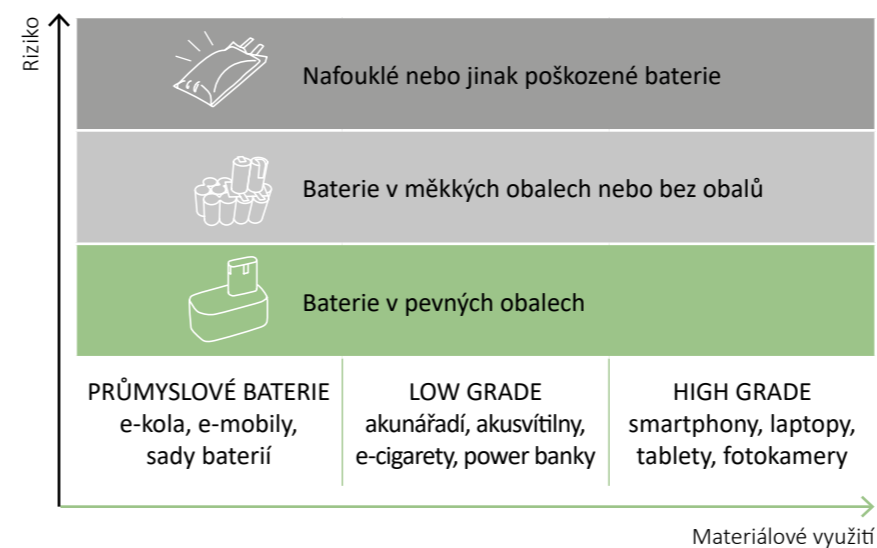 Riziko
Nafouklé nebo jinak poškozené baterie
Baterie v měkkých obalech nebo bez obalů
Baterie v pevných obalech
PRŮMYSLOVÉ BATERIE
e-kola, e-mobily,
sady baterií
LOW GRADE
akunářadí, akusvítilny,
e-cigarety, power banky
HIGH GRADE
smartphony, laptopy,
tablety, fotokamery
Materiálové využití